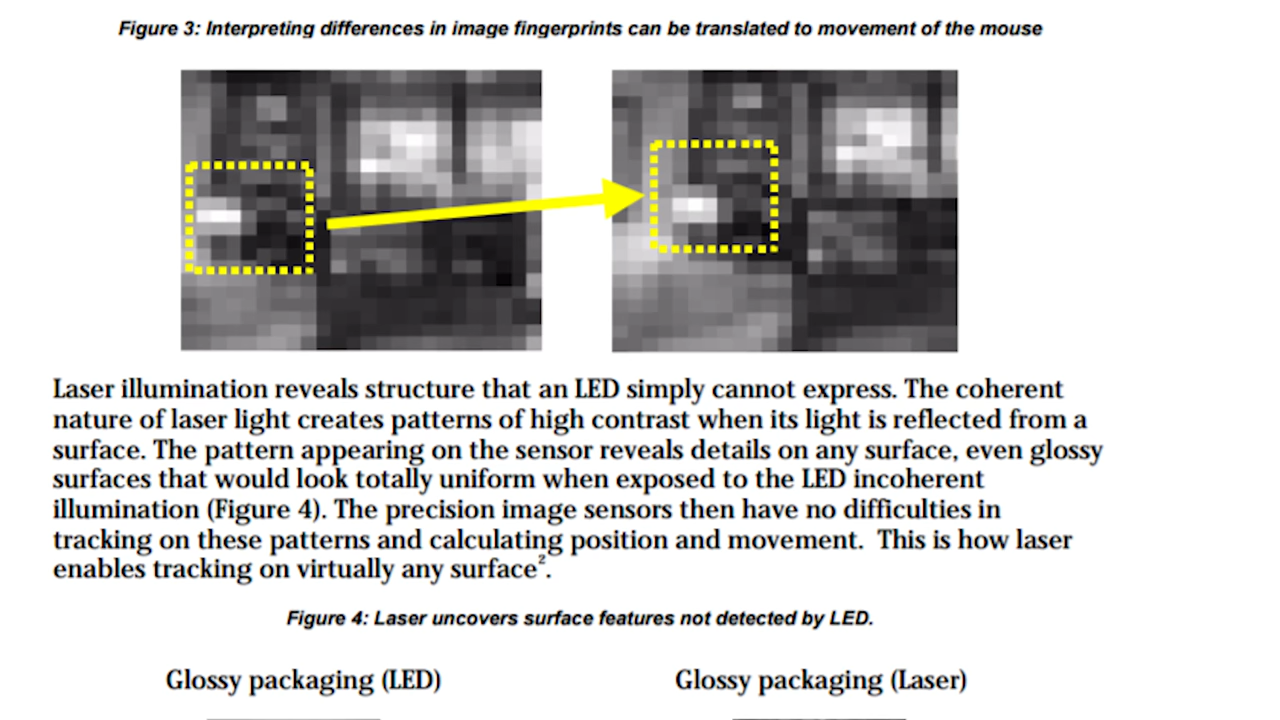 Figure 3: Interpreting differences in image fingerprints can be translated to movement of the mouse
Laser illumination reveals structure that an LED simply cannot express. The coherent
nature of laser light creates patterns of high contrast when its light is reflected from a
surface. The pattern appearing on the sensor reveals details on any surface, even glossy
surfaces that would look totally uniform when exposed to the LED incoherent
illumination (Figure 4). The precision image sensors then have no difficulties in
tracking on these patterns and calculating position and movement.  This is how laser
enables tracking on virtually any surface².
Figure 4: Laser uncovers surface features not detected by LED.
Glossy packaging (LED) Glossy packaging (Laser)